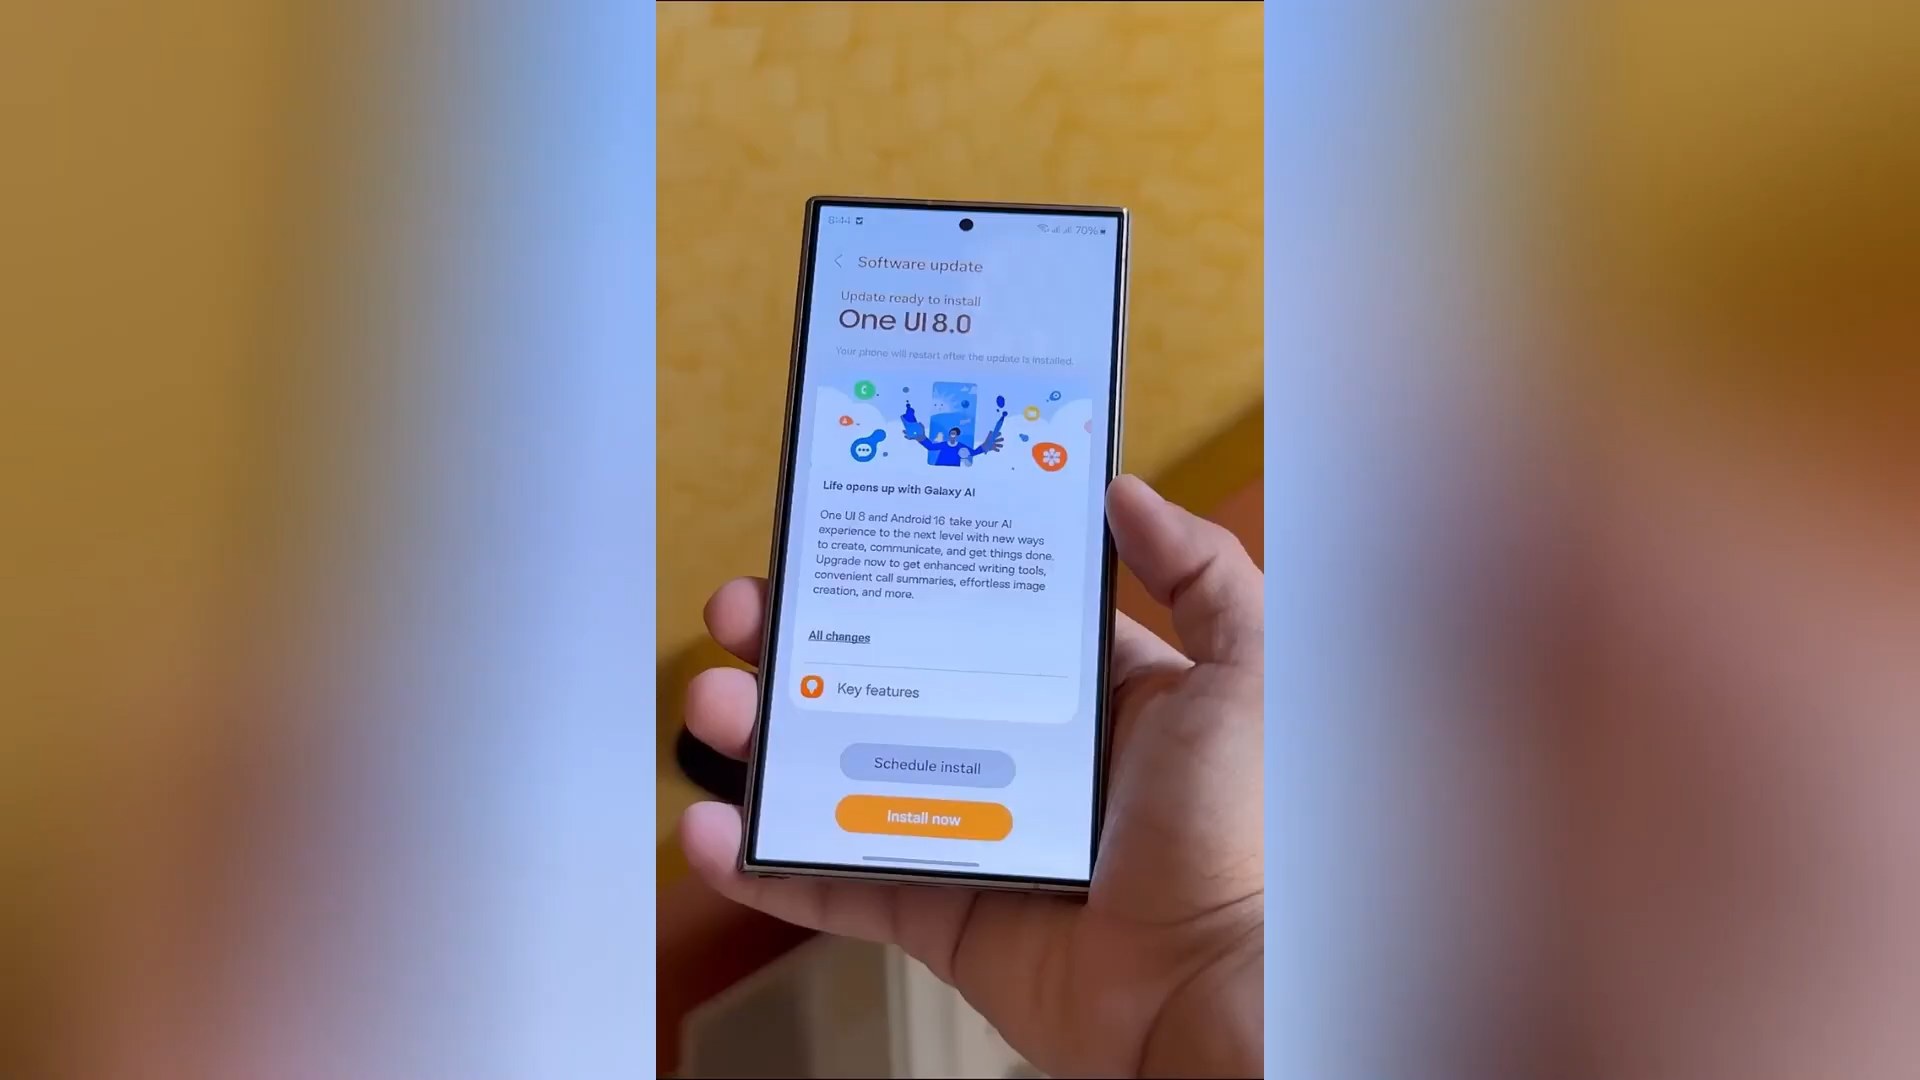 8:44
70%
Software update
Update ready to install
One UI 8.0
Your phone will restart after the update is installed.
Life opens up with Galaxy AI
One UI 8 and Android 16 take your AI
experience to the next level with new ways
to create, communicate, and get things done.
Upgrade now to get enhanced writing tools,
convenient call summaries, effortless image
creation, and more.
All changes
Key features
Schedule install
Install now